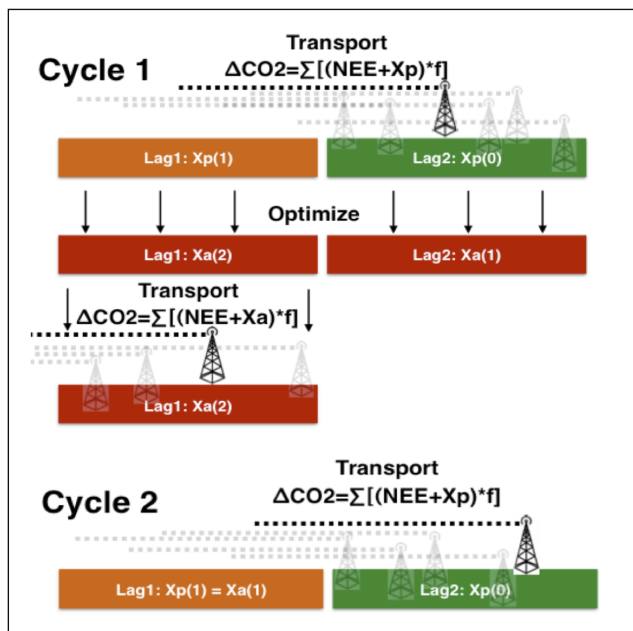 Transport
Cycle 1
ΔCO2=∑[(NEE+Xp)*f]
Lag1: Xp(1)
Lag2: Xp(0)
Optimize
Lag1: Xa(2)
Lag2: Xa(1)
Transport
ΔCO2=∑[(NEE+Xa)*f]
Lag1: Xa(2)
Transport
Cycle 2
ΔCO2=∑[(NEE+Xp)*f]
Lag1: Xp(1) = Xa(1)
Lag2: Xp(0)